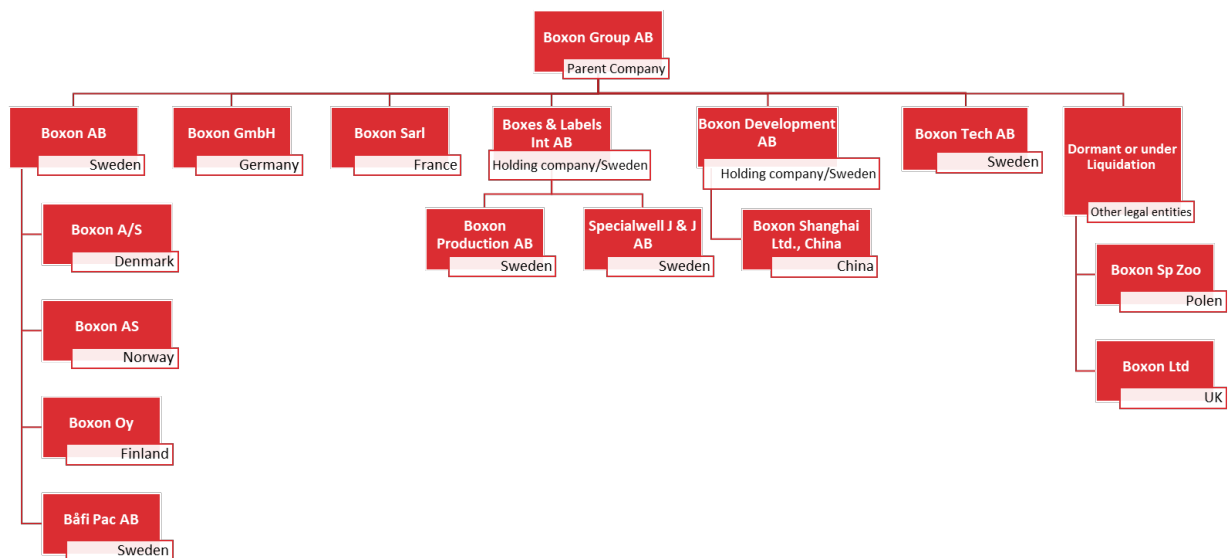 Boxon Group AB
Parent Company
Boxon AB
Sweden
Boxon GmbH
Germany
Boxon Sarl
France
Boxes & Labels
Int AB
Holding company/Sweden
Boxon Development
AB
Holding company/Sweden
Boxon Tech AB
Sweden
Dormant or under
Liquidation
Other legal entities
Boxon A/S
Denmark
Boxon AS
Norway
Boxon Oy
Finland
Båfi Pac AB
Sweden
Boxon
Production AB
Sweden
Specialwell J & J
AB
Sweden
Boxon Shanghai
Ltd., China
China
Boxon Sp Zoo
Polen
Boxon Ltd
UK